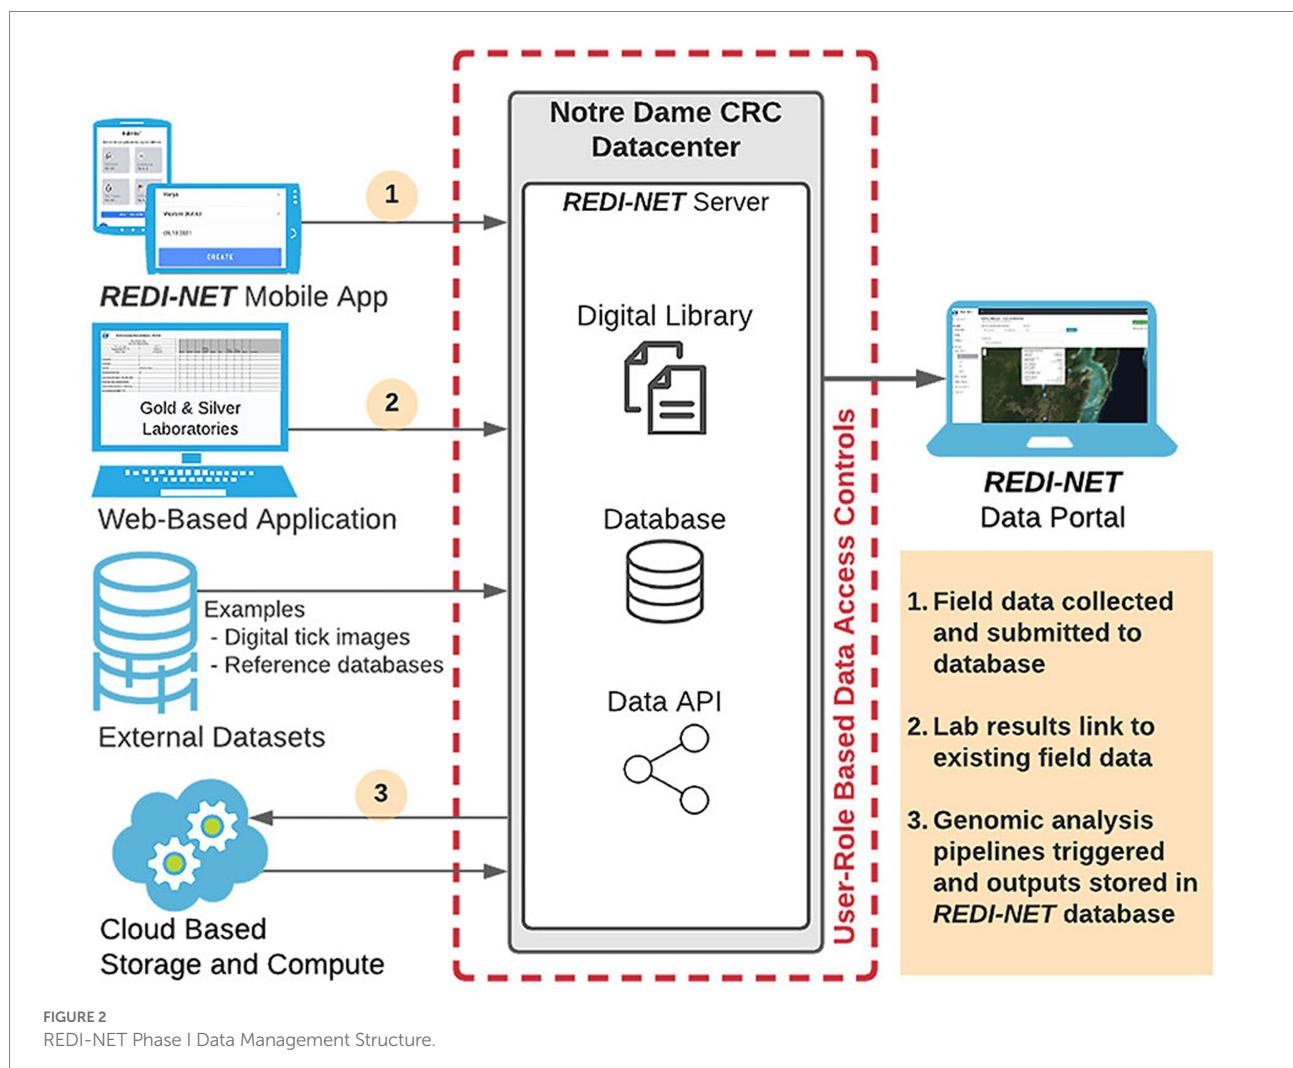 Notre Dame CRC
Datacenter
REDI-NET Server
Digital Library
Database
Data API
User-Role Based Data Access Controls
1
CREATE
REDI-NET Mobile App
2
Gold & Silver
Laboratories
Web-Based Application
Examples
- Digital tick images
- Reference databases
External Datasets
3
Cloud Based
Storage and Compute
REDI-NET
Data Portal
1. Field data collected
and submitted to
database
2. Lab results link to
existing field data
3. Genomic analysis
pipelines triggered
and outputs stored in
REDI-NET database
FIGURE 2
REDI-NET Phase I Data Management Structure.